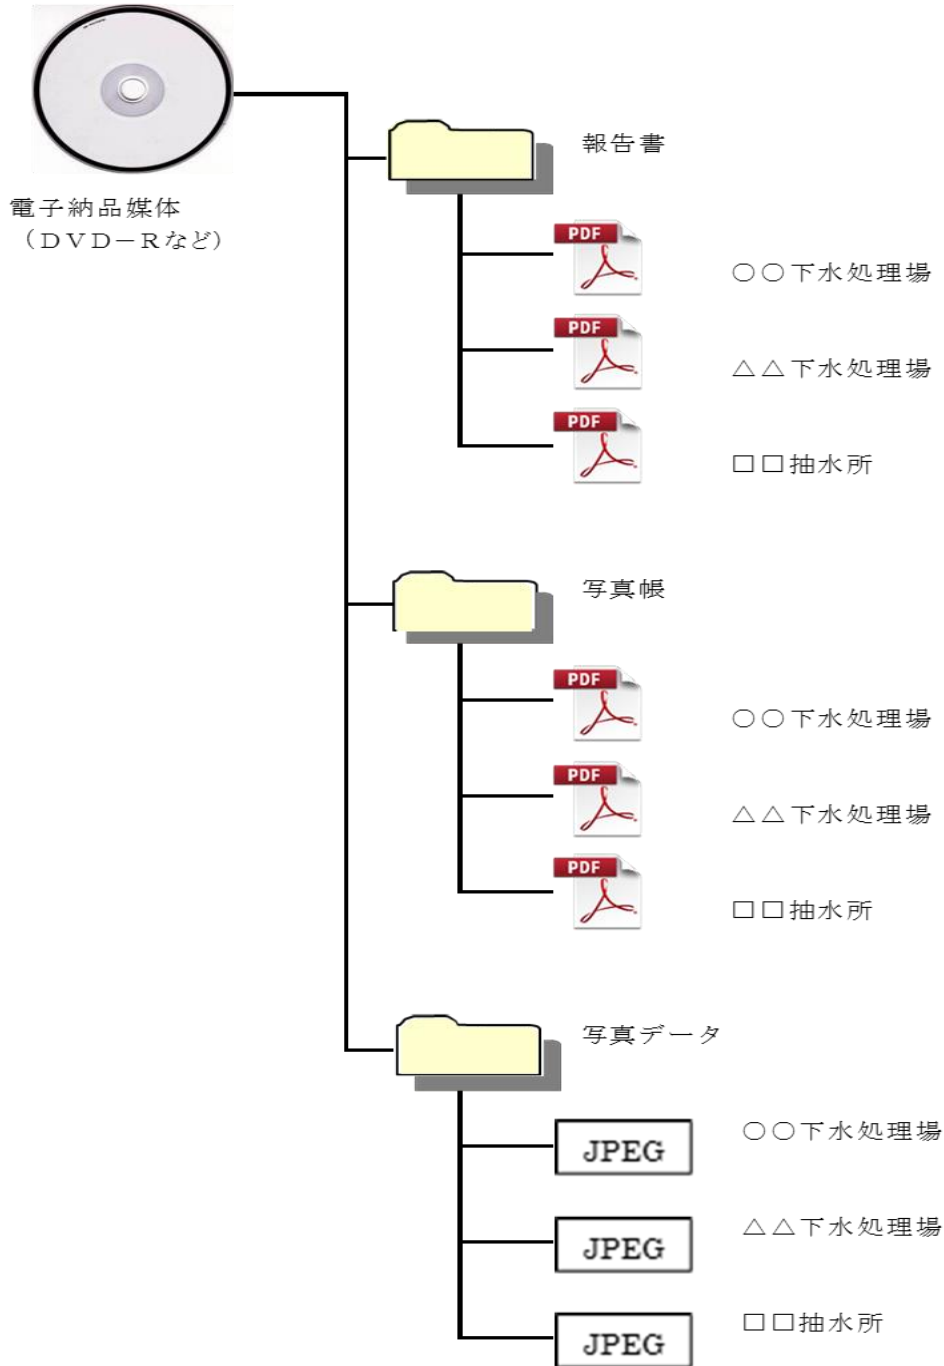 電子納品媒体
（ＤＶＤ－Ｒなど）
報告書
PDF
○○下水処理場
PDF
△△下水処理場
PDF
□□抽水所
写真帳
PDF
○○下水処理場
PDF
△△下水処理場
PDF
□□抽水所
写真データ
JPEG
○○下水処理場
JPEG
△△下水処理場
JPEG
□□抽水所